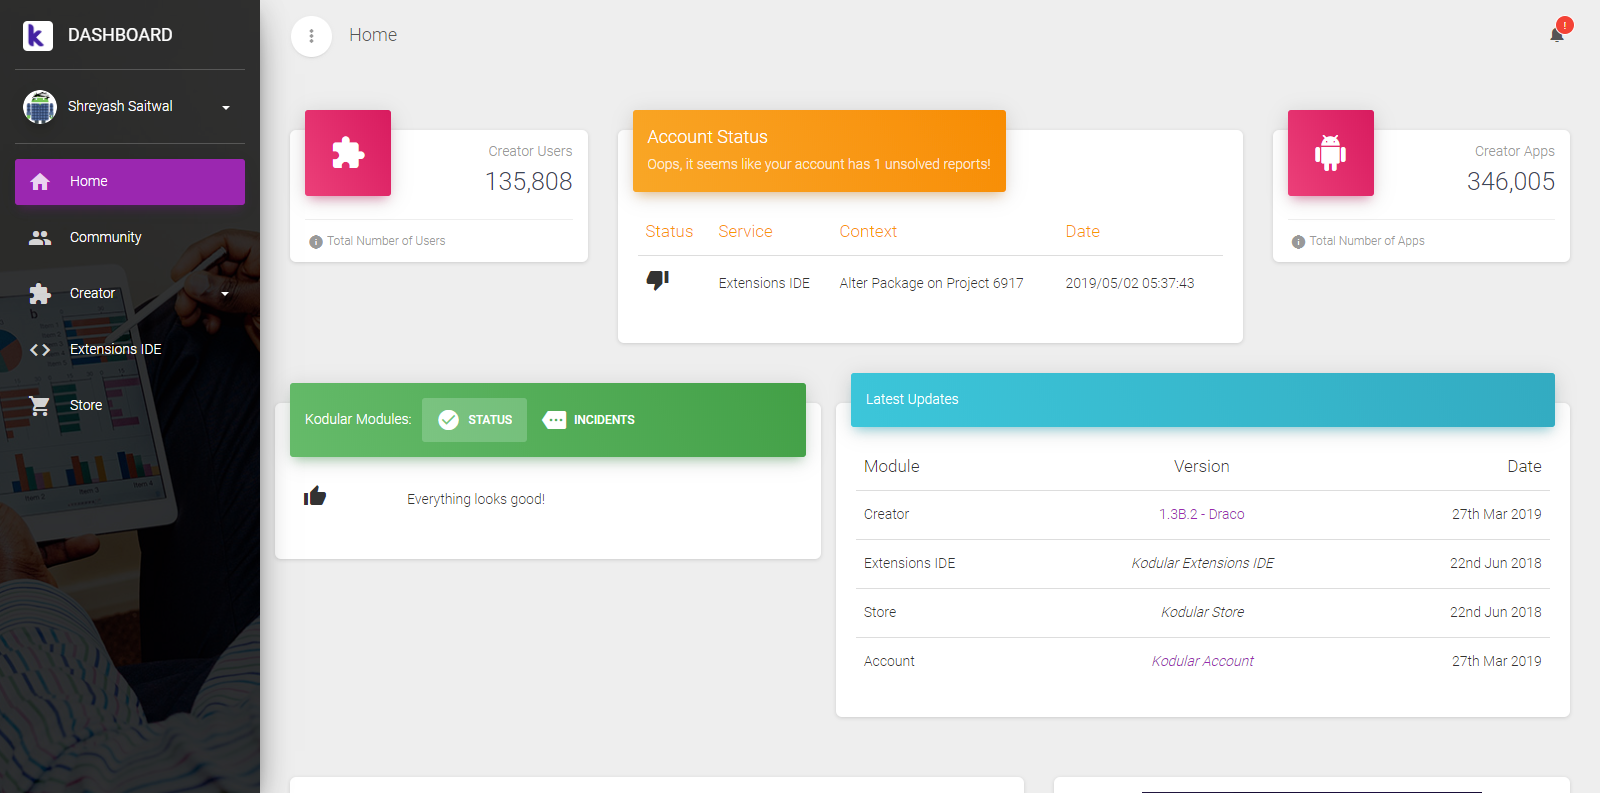 k DASHBOARD
Shreyash Saitwal
Home
Community
Creator
Extensions IDE
Store
Home
!
Creator Users
135,808
Total Number of Users
Account Status
Oops, it seems like your account has 1 unsolved reports!
Status Service Context Date
Extensions IDE Alter Package on Project 6917 2019/05/02 05:37:43
Creator Apps
346,005
Total Number of Apps
Kodular Modules: STATUS INCIDENTS
Everything looks good!
Latest Updates
Module Version Date
Creator 1.3B.2 - Draco 27th Mar 2019
Extensions IDE Kodular Extensions IDE 22nd Jun 2018
Store Kodular Store 22nd Jun 2018
Account Kodular Account 27th Mar 2019